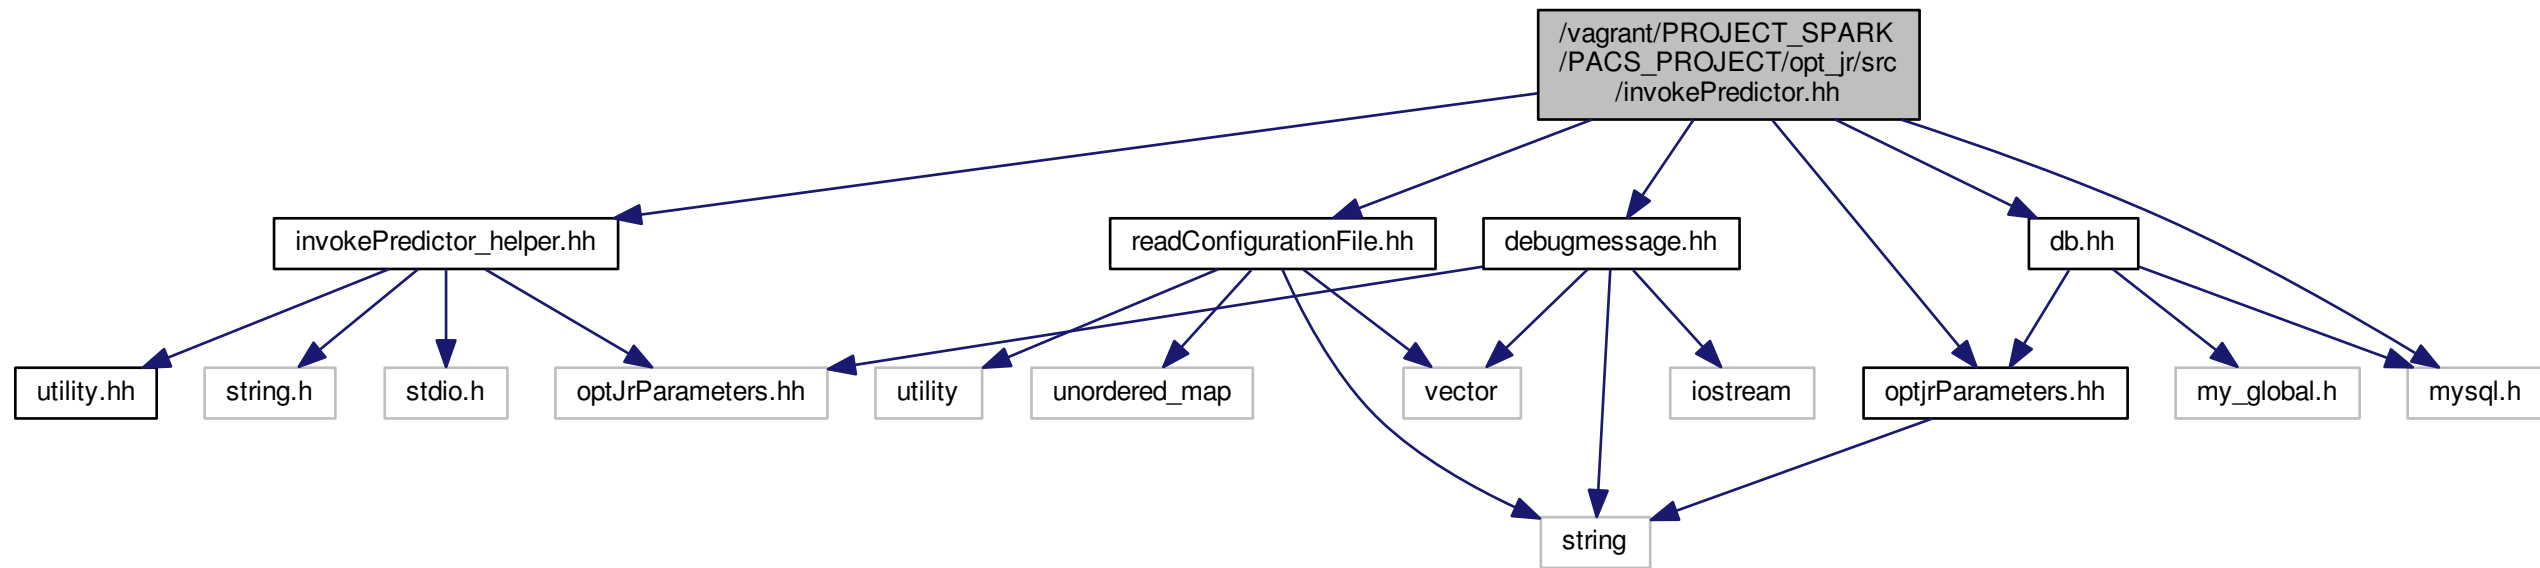 /vagrant/PROJECT_SPARK
/PACS_PROJECT/opt_jr/src
/invokePredictor.hh
invokePredictor_helper.hh
readConfigurationFile.hh
debugmessage.hh
db.hh
utility.hh
string.h
stdio.h
optJrParameters.hh
utility
unordered_map
vector
iostream
optjrParameters.hh
my_global.h
mysql.h
string